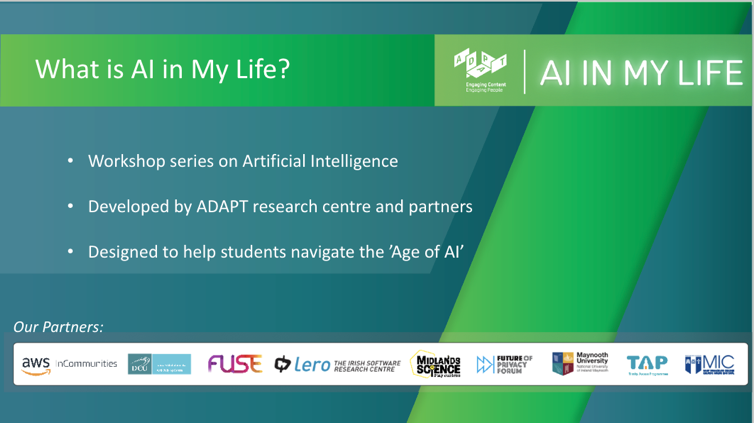 What is AI in My Life?
ADAPT
Engaging Content
Engaging People
AI IN MY LIFE
• Workshop series on Artificial Intelligence
• Developed by ADAPT research centre and partners
• Designed to help students navigate the ’Age of AI’
Our Partners:
aws InCommunities
DCU
FUSE
Lero THE IRISH SOFTWARE
RESEARCH CENTRE
MIDLANDS
SCIENCE
FUTURE OF
PRIVACY
FORUM
Maynooth
University
National University
of Ireland Maynooth
TAP
MIC